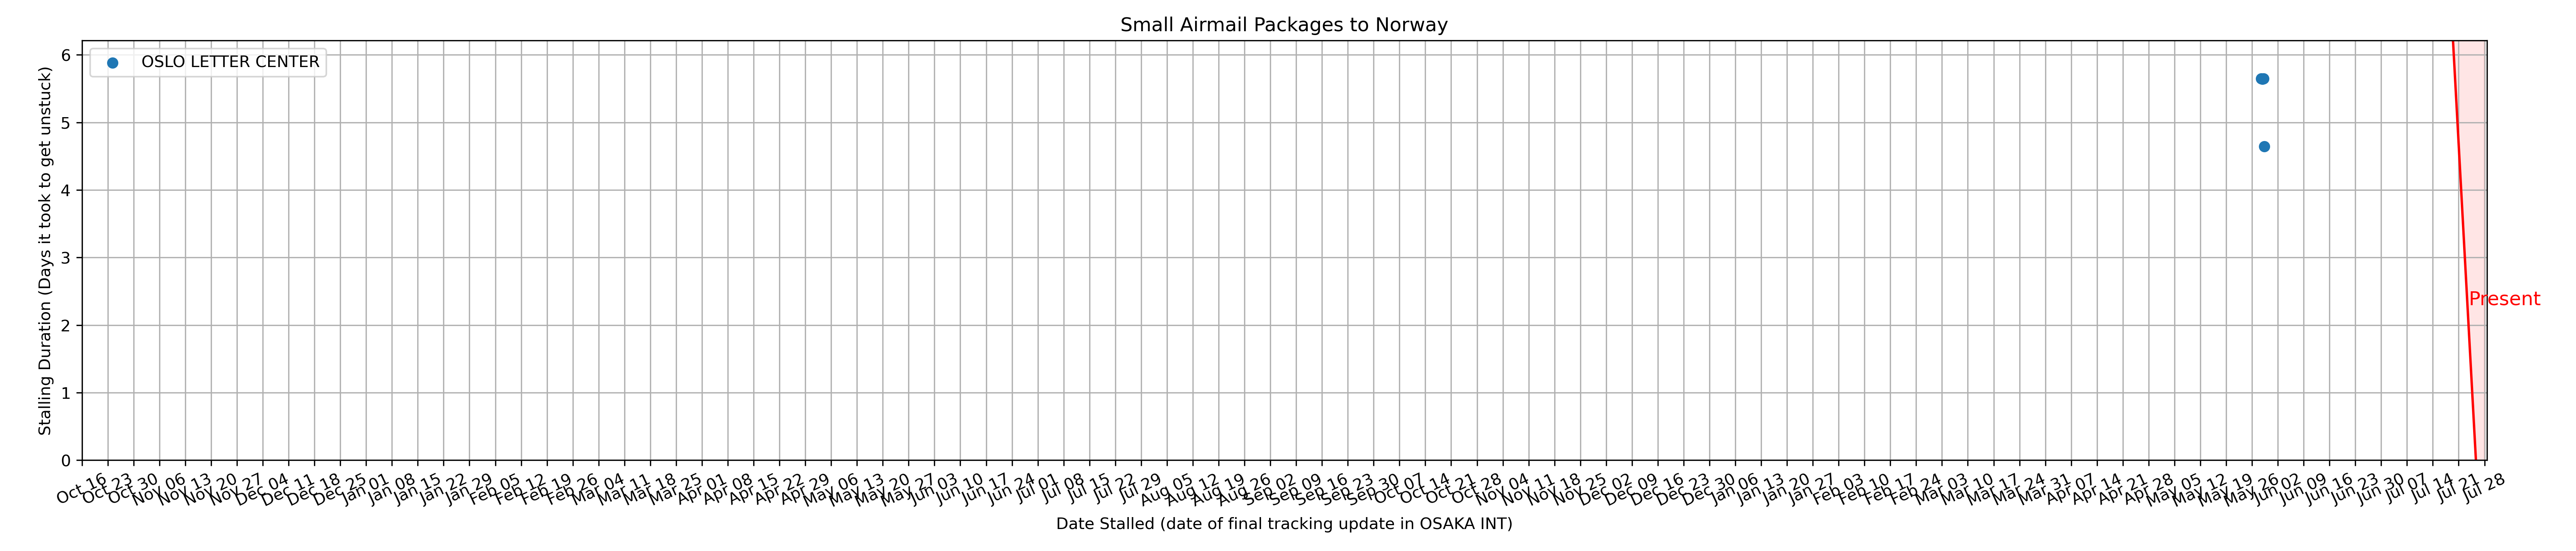 Small Airmail Packages to Norway
OSLO LETTER CENTER
Stalling Duration (Days it took to get unstuck)
6
5
4
3
2
1
0
Present
Oct 16 Oct 23 Oct 30 Nov 06 Nov 13 Nov 20 Nov 27 Dec 04 Dec 11 Dec 18 Dec 25 Jan 01 Jan 08 Jan 15 Jan 22 Jan 29 Feb 05 Feb 12 Feb 19 Feb 26 Mar 04 Mar 11 Mar 18 Mar 25 Apr 01 Apr 08 Apr 15 Apr 22 Apr 29 May 06 May 13 May 20 May 27 Jun 03 Jun 10 Jun 17 Jun 24 Jul 01 Jul 08 Jul 15 Jul 22 Jul 29 Aug 05 Aug 12 Aug 19 Aug 26 Sep 02 Sep 09 Sep 16 Sep 23 Sep 30 Oct 07 Oct 14 Oct 21 Oct 28 Nov 04 Nov 11 Nov 18 Nov 25 Dec 02 Dec 09 Dec 16 Dec 23 Dec 30 Jan 06 Jan 13 Jan 20 Jan 27 Feb 03 Feb 10 Feb 17 Feb 24 Mar 03 Mar 10 Mar 17 Mar 24 Mar 31 Apr 07 Apr 14 Apr 21 Apr 28 May 05 May 12 May 19 May 26 Jun 02 Jun 09 Jun 16 Jun 23 Jun 30 Jul 07 Jul 14 Jul 21 Jul 28
Date Stalled (date of final tracking update in OSAKA INT)